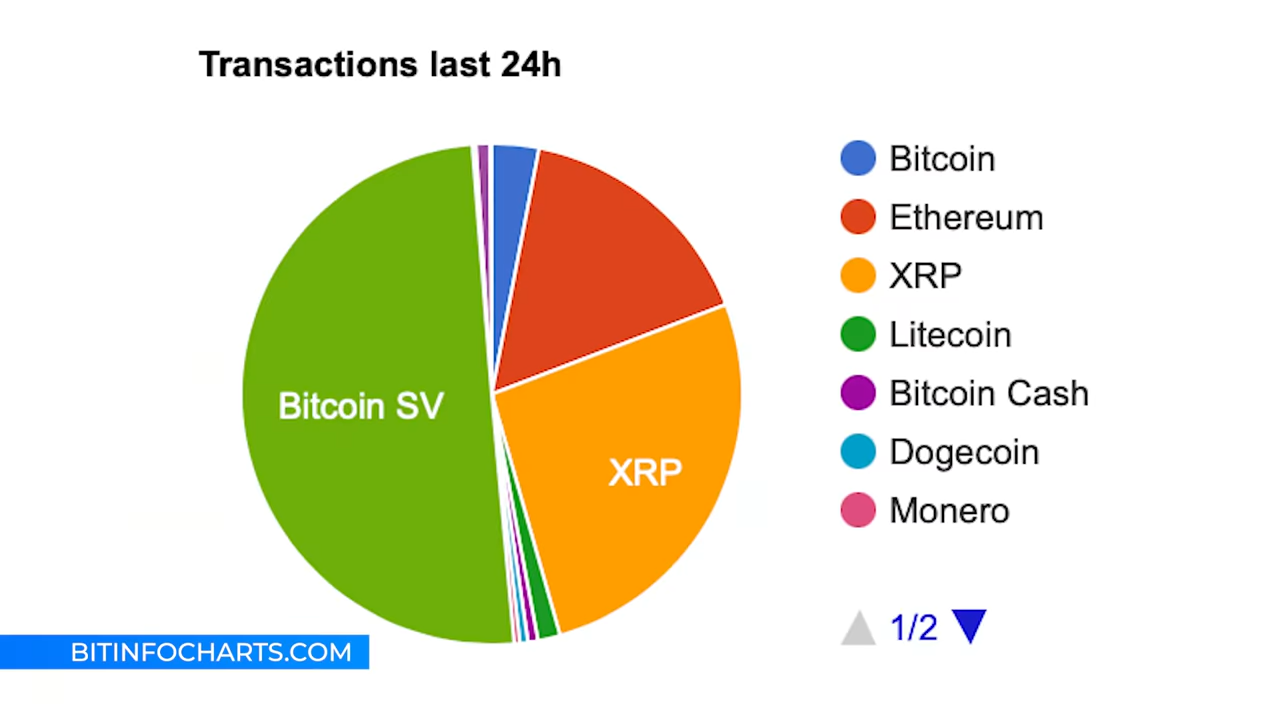 Transactions last 24h
Bitcoin SV
XRP
Bitcoin
Ethereum
XRP
Litecoin
Bitcoin Cash
Dogecoin
Monero
1/2
BITINFOCHARTS.COM